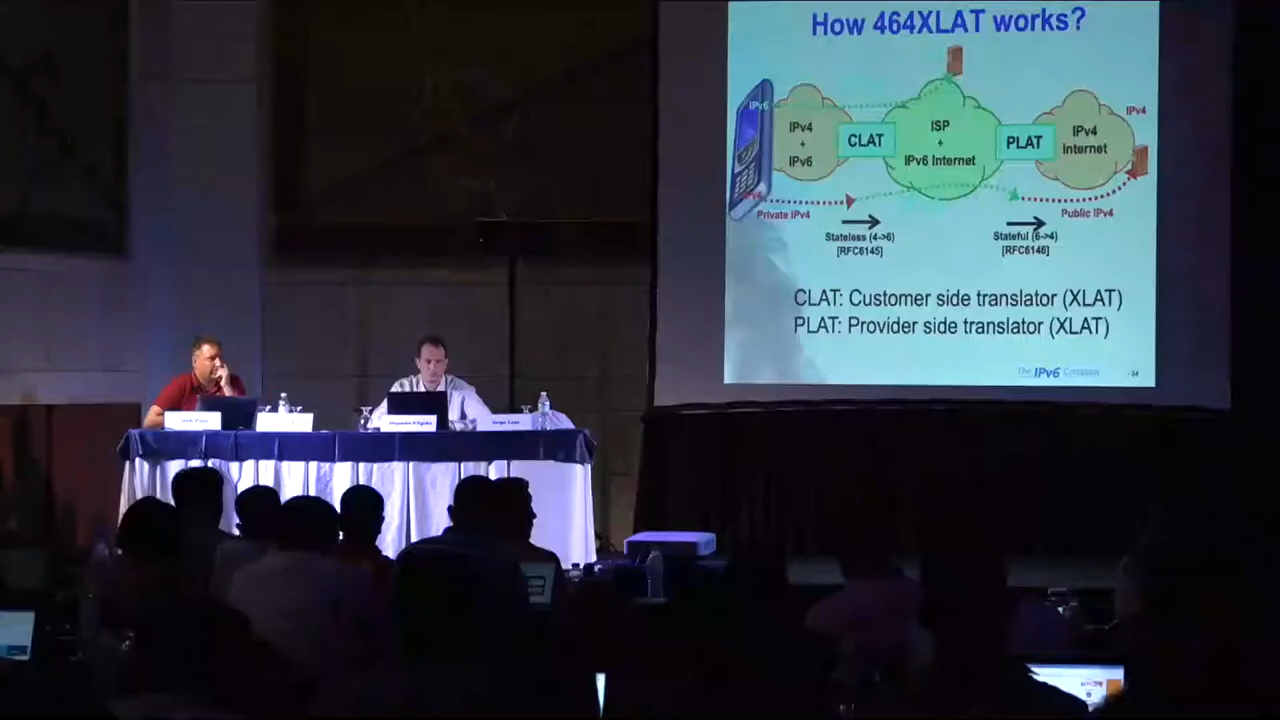 How 464XLAT works?
IPv6
IPv4
+
IPv6
CLAT
ISP
+
IPv6 Internet
PLAT
IPv4
Internet
IPv4
Private IPv4
Public IPv4
Stateless (4->6)
[RFC6145]
Stateful (6->4)
[RFC6146]
CLAT: Customer side translator (XLAT)
PLAT: Provider side translator (XLAT)
The IPv6 Company